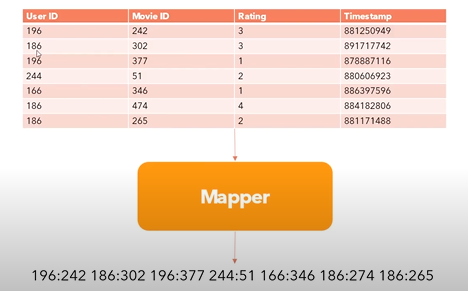 User ID Movie ID Rating Timestamp
196 242 3 881250949
186 302 3 891717742
196 377 1 878887116
244 51 2 880606923
166 346 1 886397596
186 474 4 884182806
186 265 2 881171488
Mapper
196:242 186:302 196:377 244:51 166:346 186:274 186:265